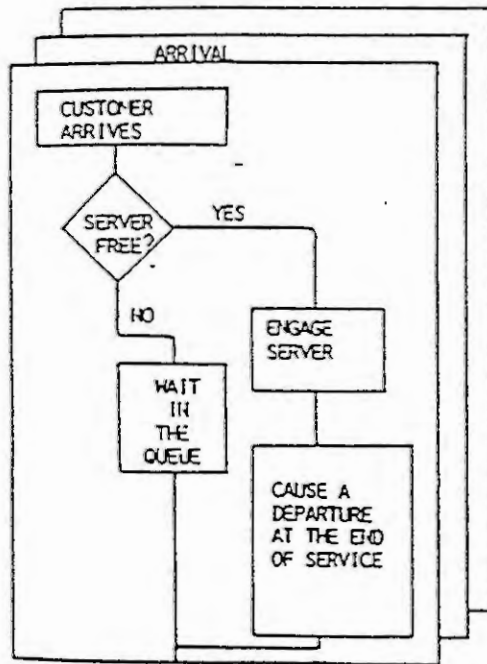 ARRIVAL
CUSTOMER
ARRIVES
SERVER
FREE?
YES
NO
ENGAGE
SERVER
WAIT
IN
THE
QUEUE
CAUSE A
DEPARTURE
AT THE END
OF SERVICE